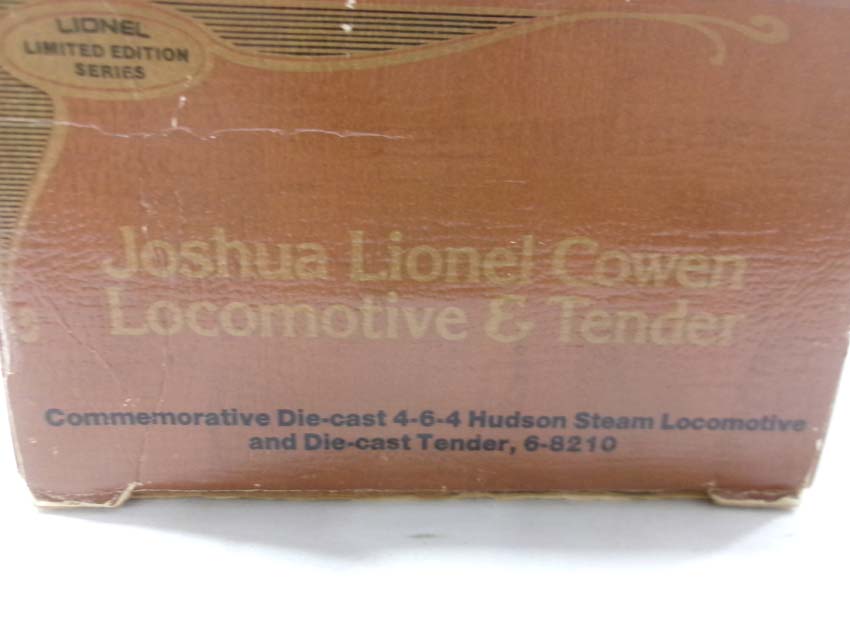 LIONEL
LIMITED EDITION
SERIES
Joshua Lionel Cowen
Locomotive & Tender
Commemorative Die-cast 4-6-4 Hudson Steam Locomotive
and Die-cast Tender, 6-8210